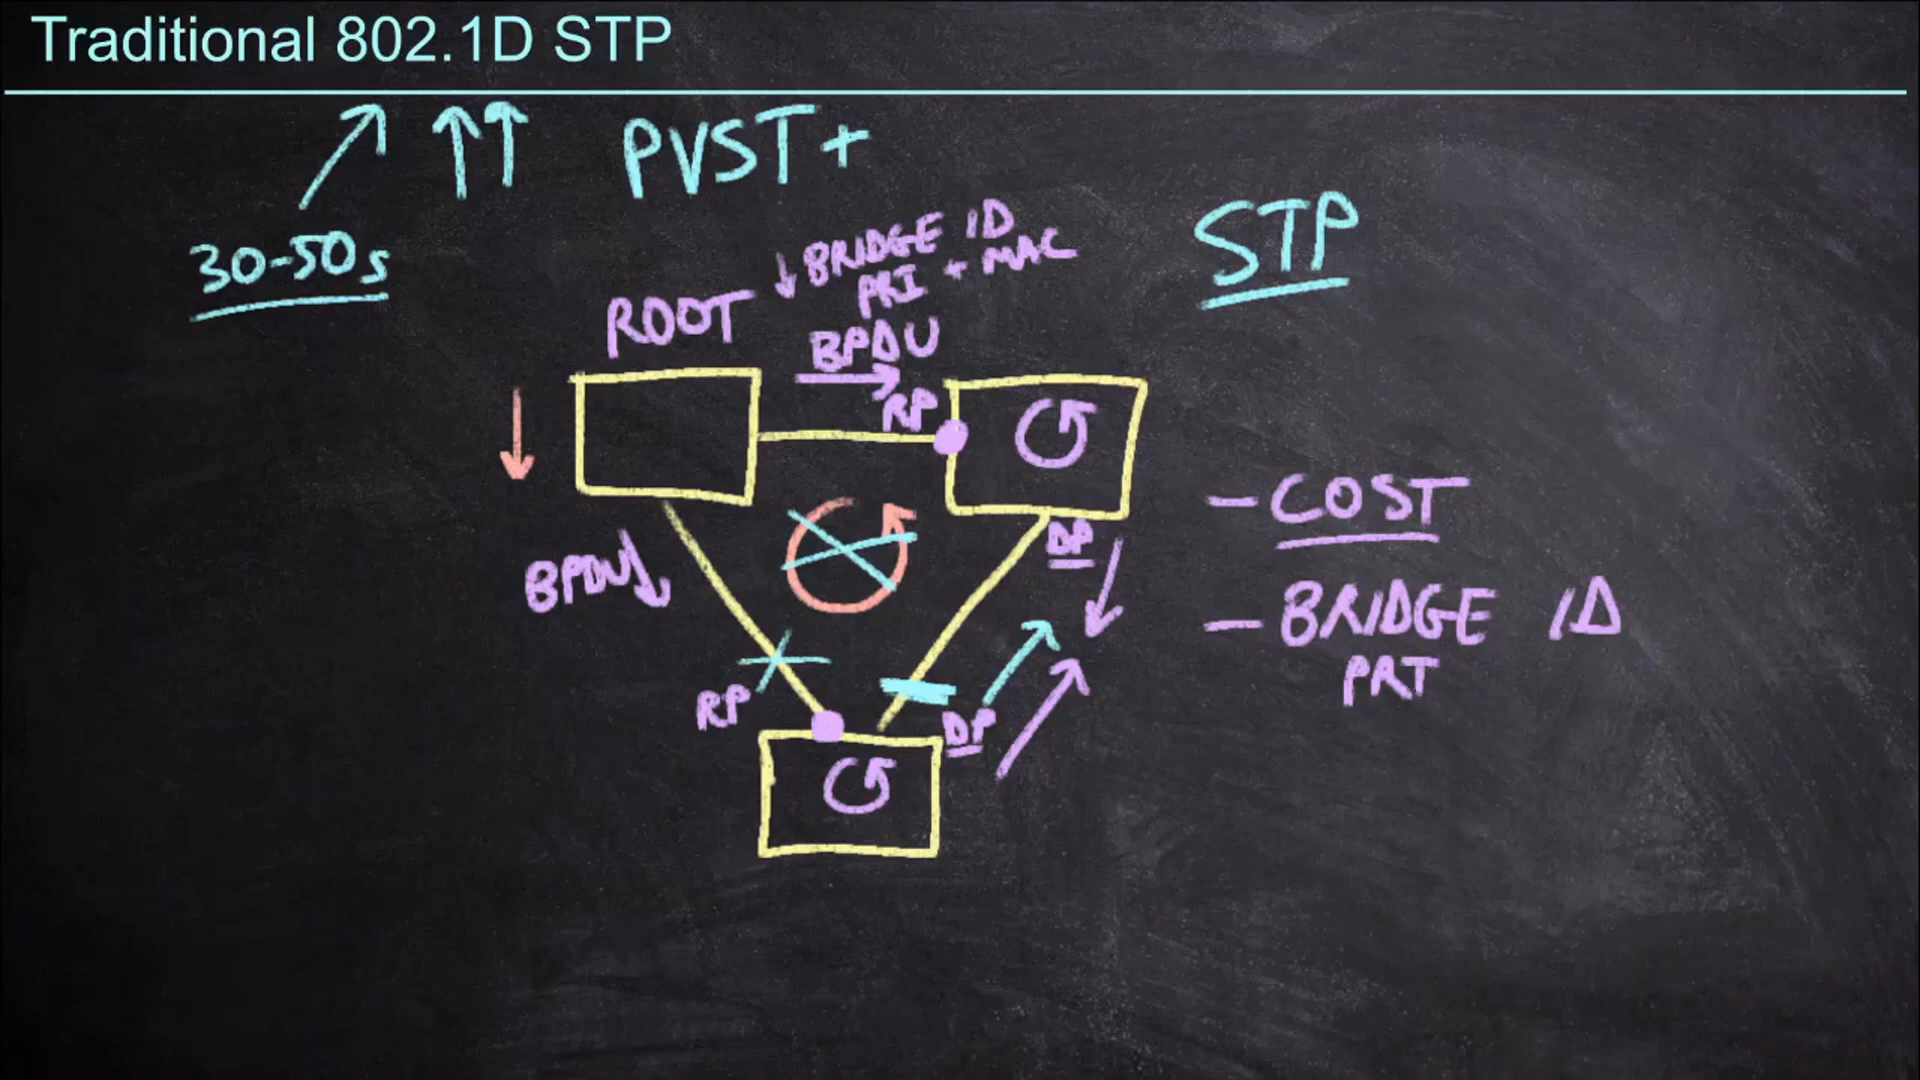 Traditional 802.1D STP
PVST+
30-50s
↓ BRIDGE ID
PRI + MAC
STP
ROOT
BPDU
RP
DP
- COST
BPDU
- BRIDGE ID
PRT
RP
DP